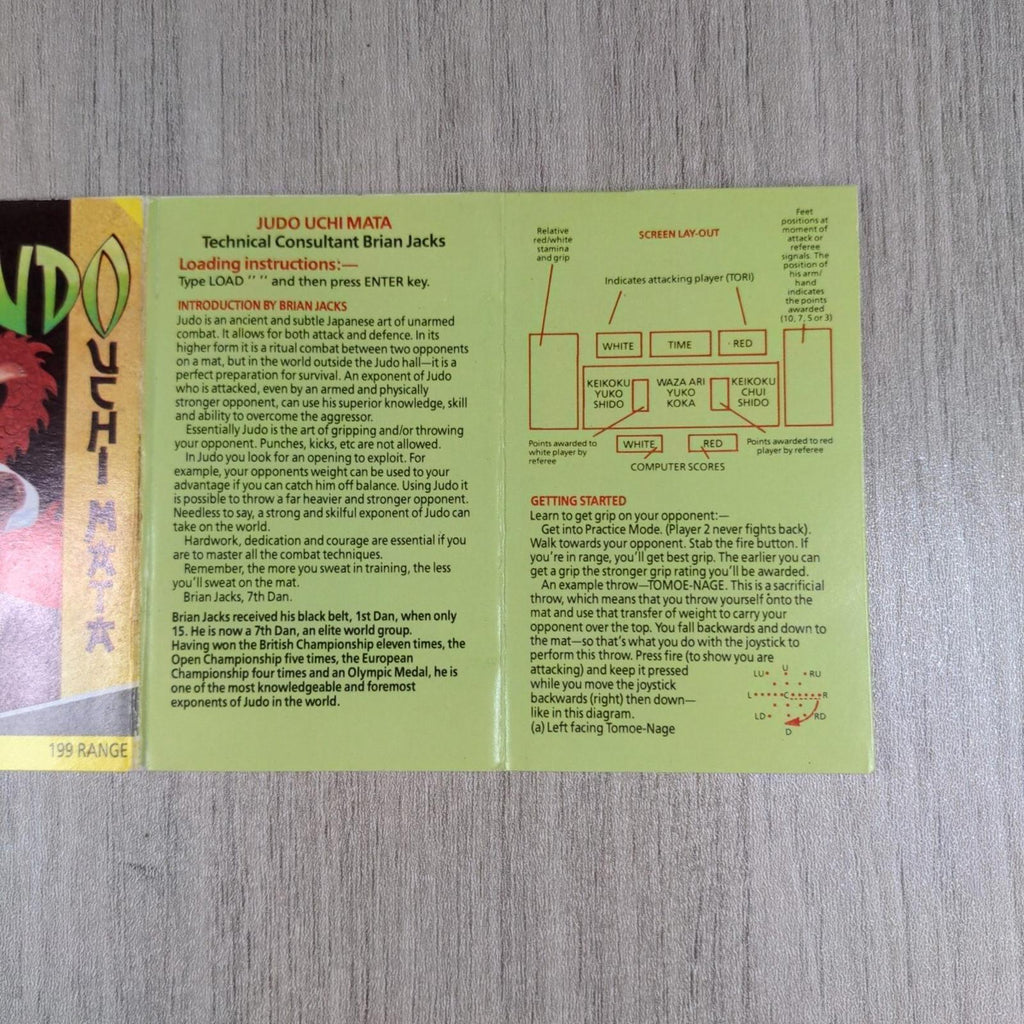 NDO
UCHI MATA
199 RANGE
JUDO UCHI MATA
Technical Consultant Brian Jacks
Loading instructions:—
Type LOAD " " and then press ENTER key.
INTRODUCTION BY BRIAN JACKS
Judo is an ancient and subtle Japanese art of unarmed
combat. It allows for both attack and defence. In its
higher form it is a ritual combat between two opponents
on a mat, but in the world outside the Judo hall—it is a
perfect preparation for survival. An exponent of Judo
who is attacked, even by an armed and physically
stronger opponent, can use his superior knowledge, skill
and ability to overcome the aggressor.
Essentially Judo is the art of gripping and/or throwing
your opponent. Punches, kicks, etc are not allowed.
In Judo you look for an opening to exploit. For
example, your opponents weight can be used to your
advantage if you can catch him off balance. Using Judo it
is possible to throw a far heavier and stronger opponent.
Needless to say, a strong and skilful exponent of Judo can
take on the world.
Hardwork, dedication and courage are essential if you
are to master all the combat techniques.
Remember, the more you sweat in training, the less
you'll sweat on the mat.
Brian Jacks, 7th Dan.
Brian Jacks received his black belt, 1st Dan, when only
15. He is now a 7th Dan, an elite world group.
Having won the British Championship eleven times, the
Open Championship five times, the European
Championship four times and an Olympic Medal, he is
one of the most knowledgeable and foremost
exponents of Judo in the world.
SCREEN LAY-OUT
Relative
red/white
stamina
and grip
Indicates attacking player (TORI)
Feet
positions at
moment of
attack or
referee
signals. The
position of
his arm/
hand
indicates
the points
awarded
(10, 7, 5 or 3)
WHITE TIME RED
KEIKOKU
YUKO
SHIDO
WAZA ARI
YUKO
KOKA
KEIKOKU
CHUI
SHIDO
Points awarded to
white player by
referee
WHITE RED
COMPUTER SCORES
Points awarded to red
player by referee
GETTING STARTED
Learn to get grip on your opponent:—
Get into Practice Mode. (Player 2 never fights back).
Walk towards your opponent. Stab the fire button. If
you're in range, you'll get best grip. The earlier you can
get a grip the stronger grip rating you'll be awarded.
An example throw—TOMOE-NAGE. This is a sacrificial
throw, which means that you throw yourself onto the
mat and use that transfer of weight to carry your
opponent over the top. You fall backwards and down to
the mat—so that's what you do with the joystick to
perform this throw. Press fire (to show you are
attacking) and keep it pressed
while you move the joystick
backwards (right) then down—
like in this diagram.
(a) Left facing Tomoe-Nage
U
LU RU
L C R
LD RD
D